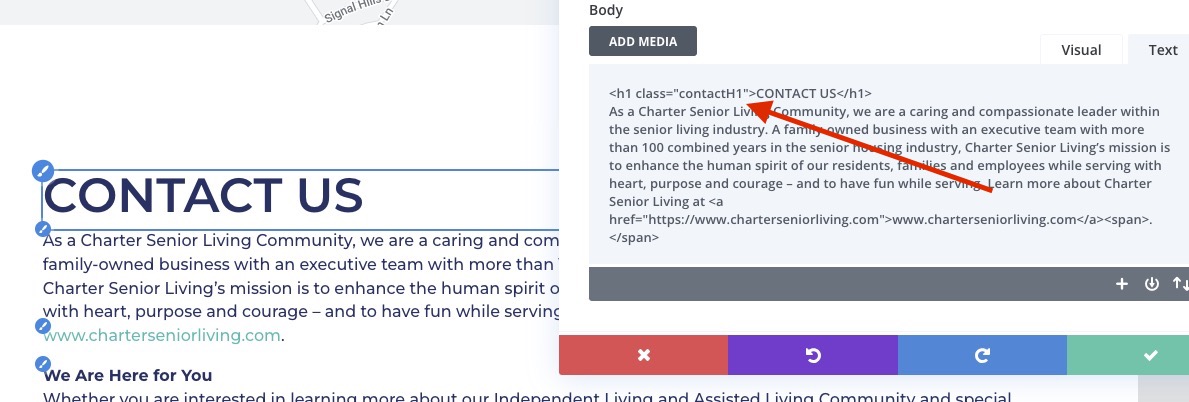 Signal Hills
n Ln
CONTACT US
As a Charter Senior Living Community, we are a caring and com
family-owned business with an executive team with more than
Charter Senior Living's mission is to enhance the human spirit o
with heart, purpose and courage – and to have fun while serving
www.charterseniorliving.com.
We Are Here for You
Whether you are interested in learning more about our Independent Living and Assisted Living Community and special
Body
ADD MEDIA
Visual
Text
<h1 class="contactH1">CONTACT US</h1>
As a Charter Senior Living Community, we are a caring and compassionate leader within
the senior living industry. A family-owned business with an executive team with more
than 100 combined years in the senior housing industry, Charter Senior Living's mission is
to enhance the human spirit of our residents, families and employees while serving with
heart, purpose and courage – and to have fun while serving. Learn more about Charter
Senior Living at <a
href="https://www.charterseniorliving.com">www.charterseniorliving.com</a><span>.
</span>